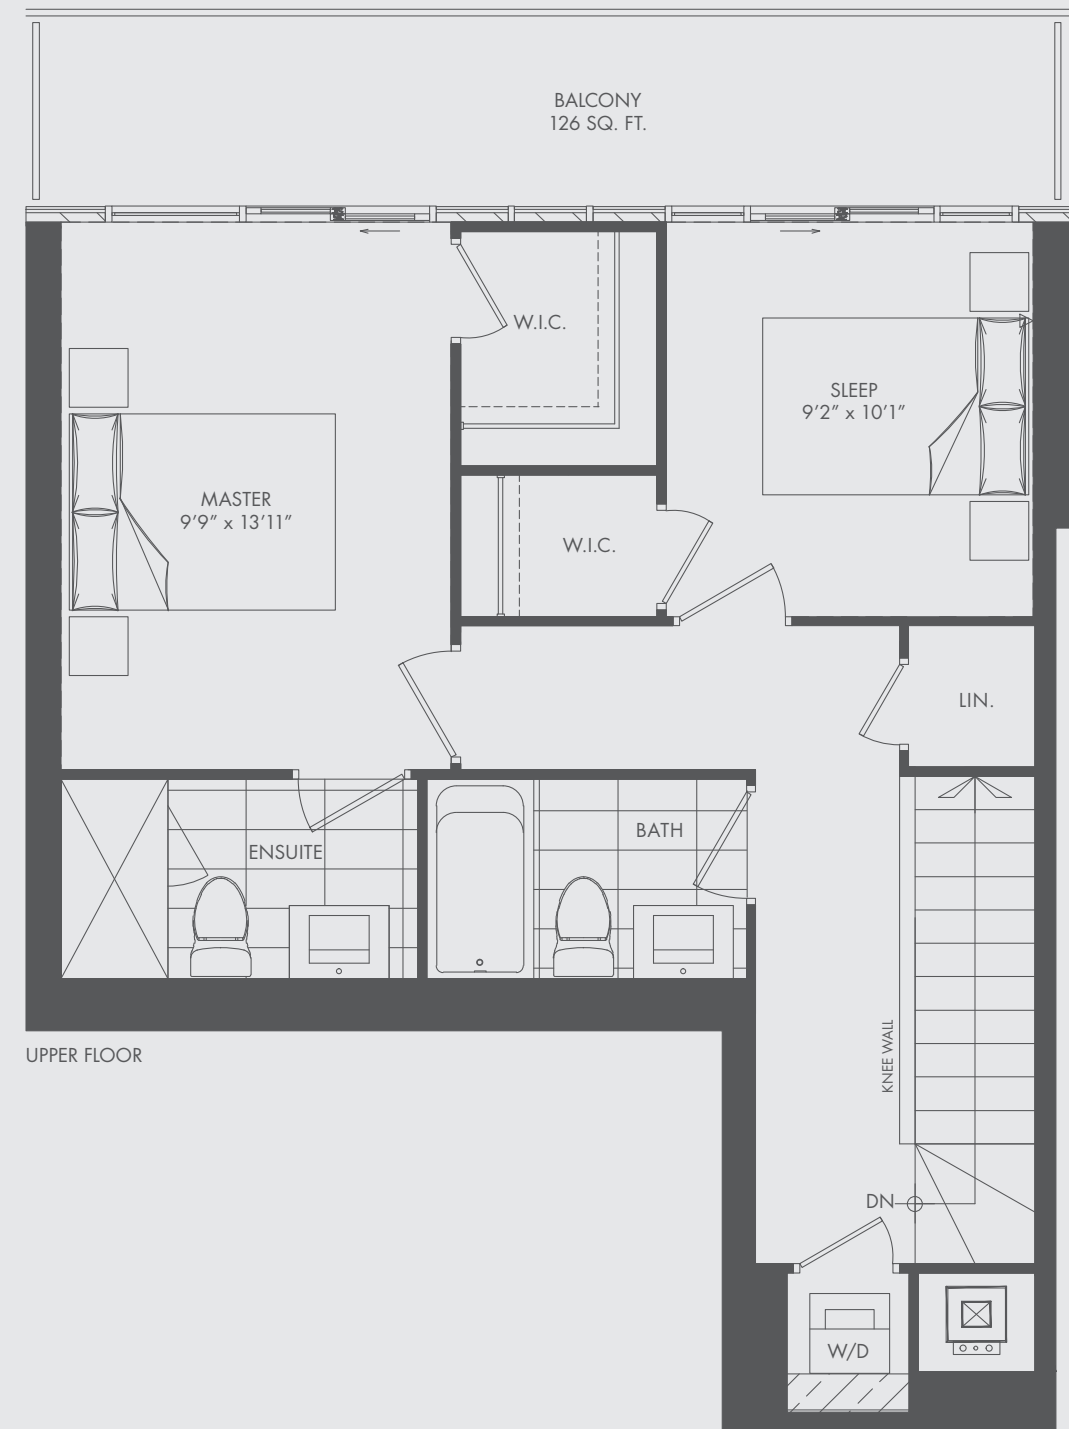 BALCONY
126 SQ. FT.
W.I.C.
SLEEP
9’2” x 10’1”
MASTER
9’9” x 13’11”
W.I.C.
LIN.
BATH
ENSUITE
KNEE WALL
UPPER FLOOR
DN
W/D